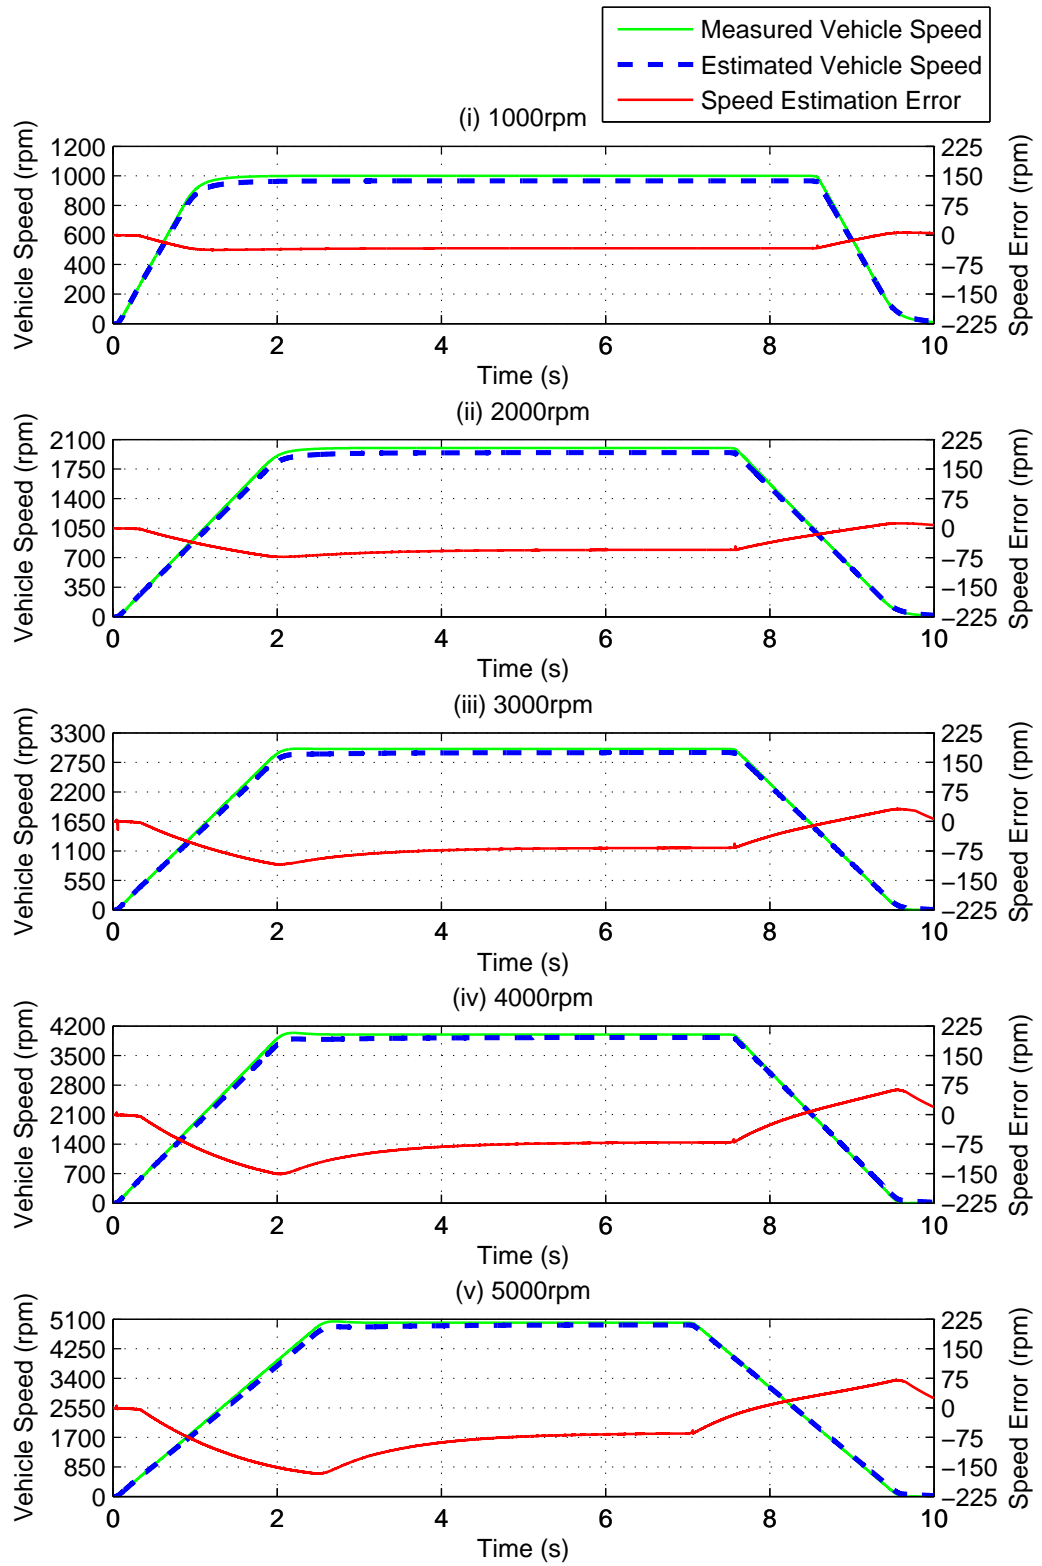 Measured Vehicle Speed
Estimated Vehicle Speed
Speed Estimation Error
(i) 1000rpm
Vehicle Speed (rpm)
1200
1000
800
600
400
200
0
225
150
75
0
−75
−150
−225
Speed Error (rpm)
0 2 4 6 8 10
Time (s)
(ii) 2000rpm
Vehicle Speed (rpm)
2100
1750
1400
1050
700
350
0
225
150
75
0
−75
−150
−225
Speed Error (rpm)
0 2 4 6 8 10
Time (s)
(iii) 3000rpm
Vehicle Speed (rpm)
3300
2750
2200
1650
1100
550
0
225
150
75
0
−75
−150
−225
Speed Error (rpm)
0 2 4 6 8 10
Time (s)
(iv) 4000rpm
Vehicle Speed (rpm)
4200
3500
2800
2100
1400
700
0
225
150
75
0
−75
−150
−225
Speed Error (rpm)
0 2 4 6 8 10
Time (s)
(v) 5000rpm
Vehicle Speed (rpm)
5100
4250
3400
2550
1700
850
0
225
150
75
0
−75
−150
−225
Speed Error (rpm)
0 2 4 6 8 10
Time (s)